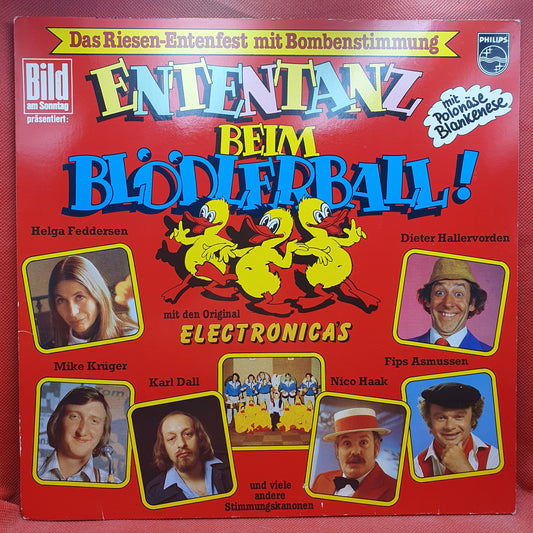 Das Riesen-Entenfest mit Bombenstimmung
PHILIPS
Bild
am Sonntag
präsentiert:
ENTENTANZ
mit
Polonäse
Blankenese
BEIM
BLÖDLERBALL!
Helga Feddersen
Dieter Hallervorden
mit den Original
ELECTRONICAS
Mike Krüger
Fips Asmussen
Karl Dall
Nico Haak
und viele
andere
Stimmungskanonen